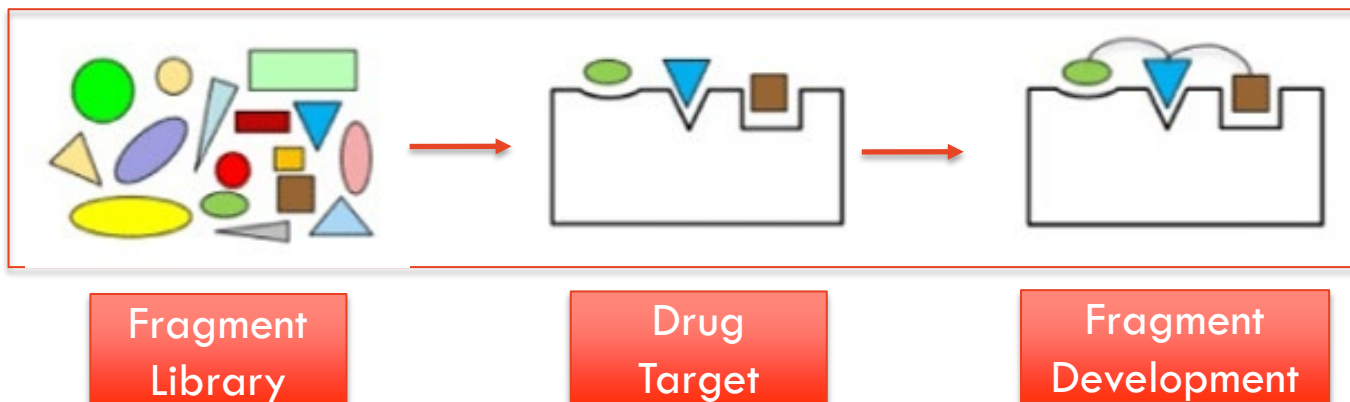 Fragment
Library
Drug
Target
Fragment
Development